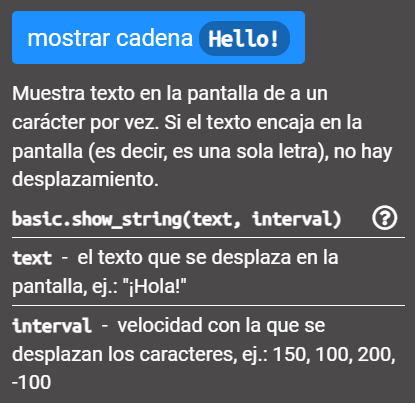 mostrar cadena Hello!
Muestra texto en la pantalla de a un
carácter por vez. Si el texto encaja en la
pantalla (es decir, es una sola letra), no hay
desplazamiento.
basic.show_string(text, interval) ?
text - el texto que se desplaza en la
pantalla, ej.: "¡Hola!"
interval - velocidad con la que se
desplazan los caracteres, ej.: 150, 100, 200,
-100